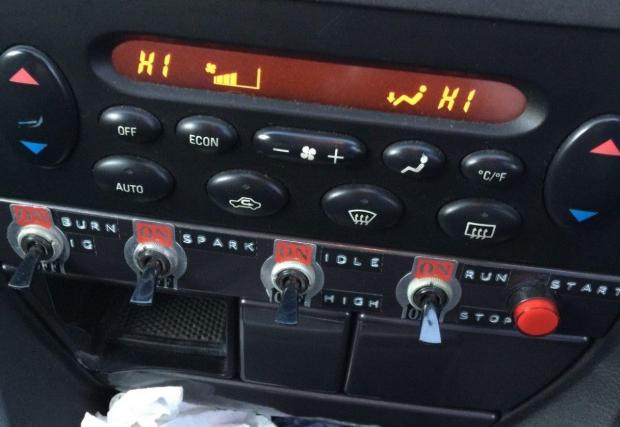 HI HI
OFF ECON - + °C/°F
AUTO
ON BURN ON SPARK ON IDLE ON RUN START
IG HIGH STOP